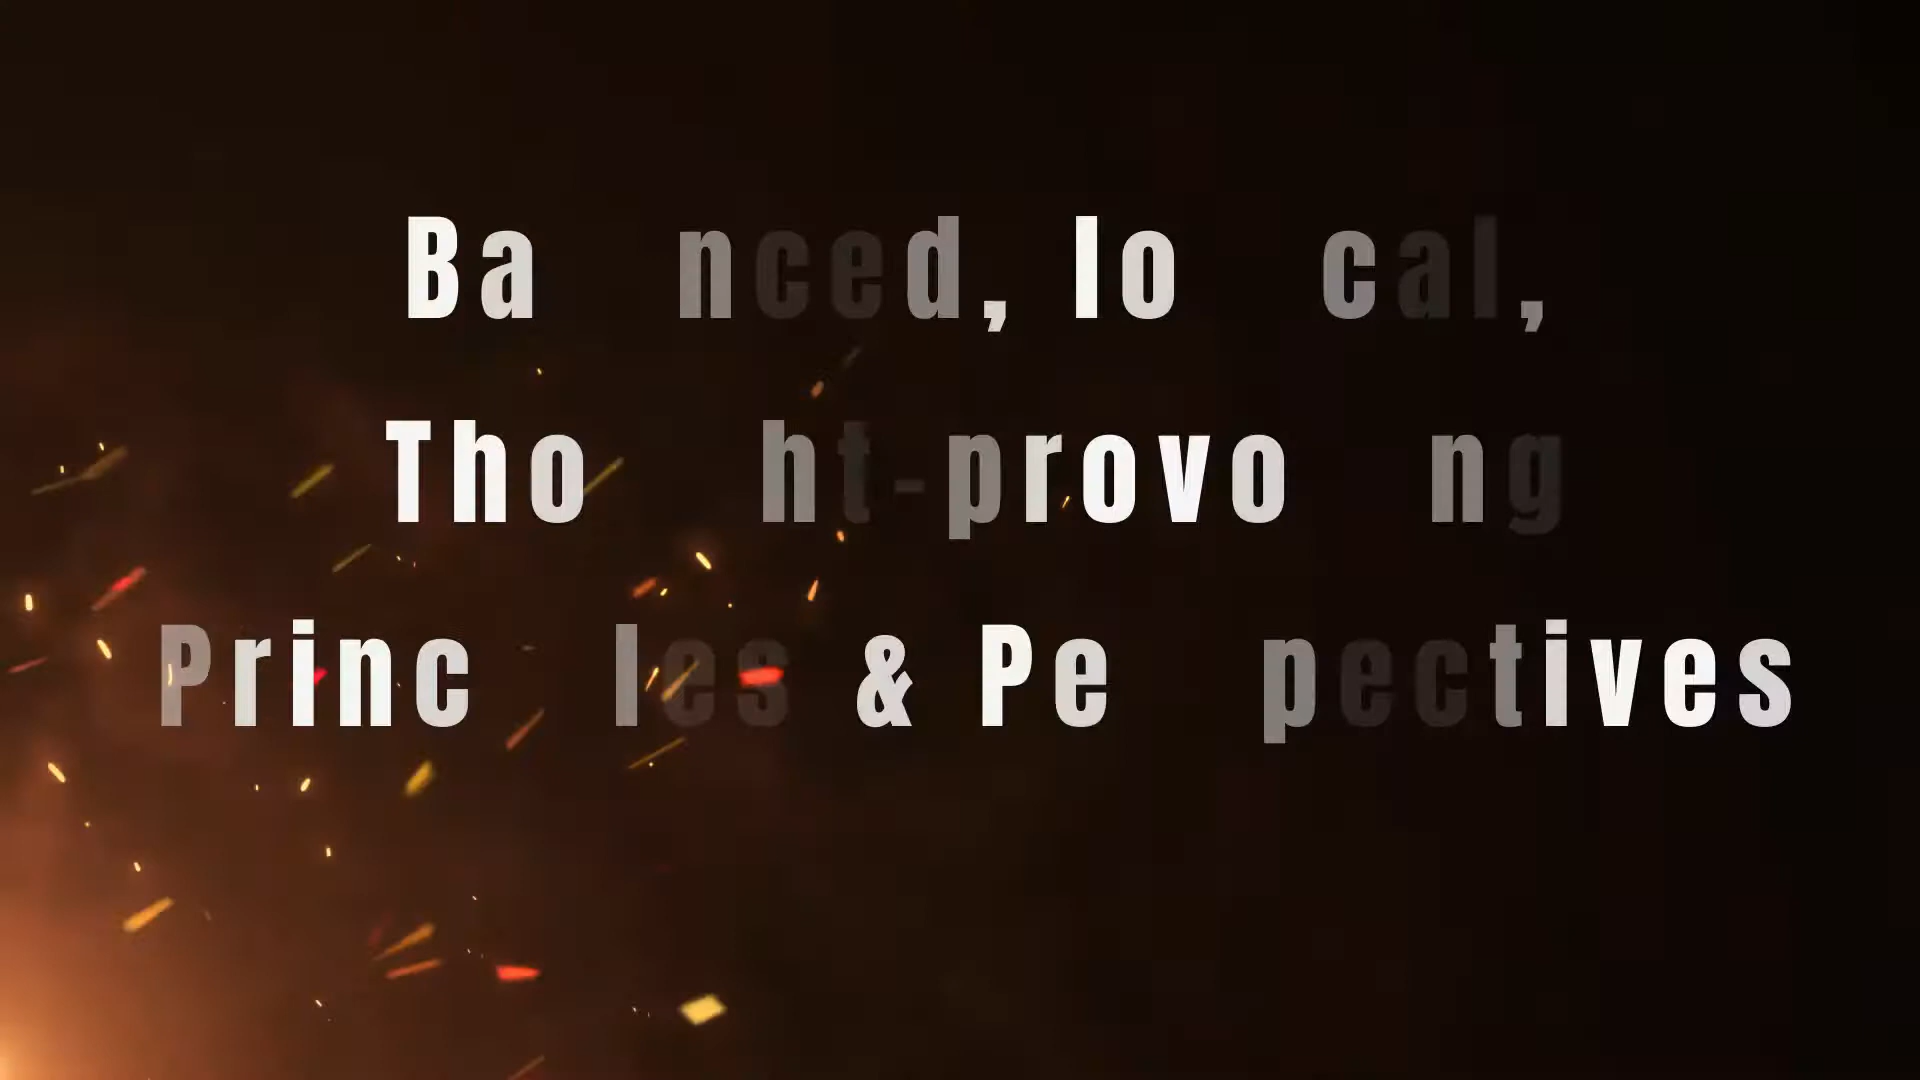 Ba nced, lo cal,
Tho ht-provo ng
Princ les & Pe pectives